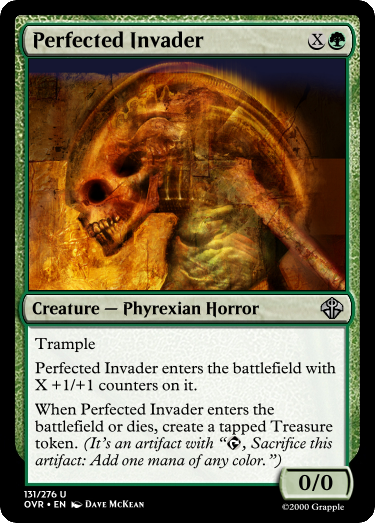 Perfected Invader X
Creature — Phyrexian Horror
Trample
Perfected Invader enters the battlefield with
X +1/+1 counters on it.
When Perfected Invader enters the
battlefield or dies, create a tapped Treasure
token. (It's an artifact with “, Sacrifice this
artifact: Add one mana of any color.”)
0/0
131/276 U
OVR • EN Dave McKean
©2000 Grapple